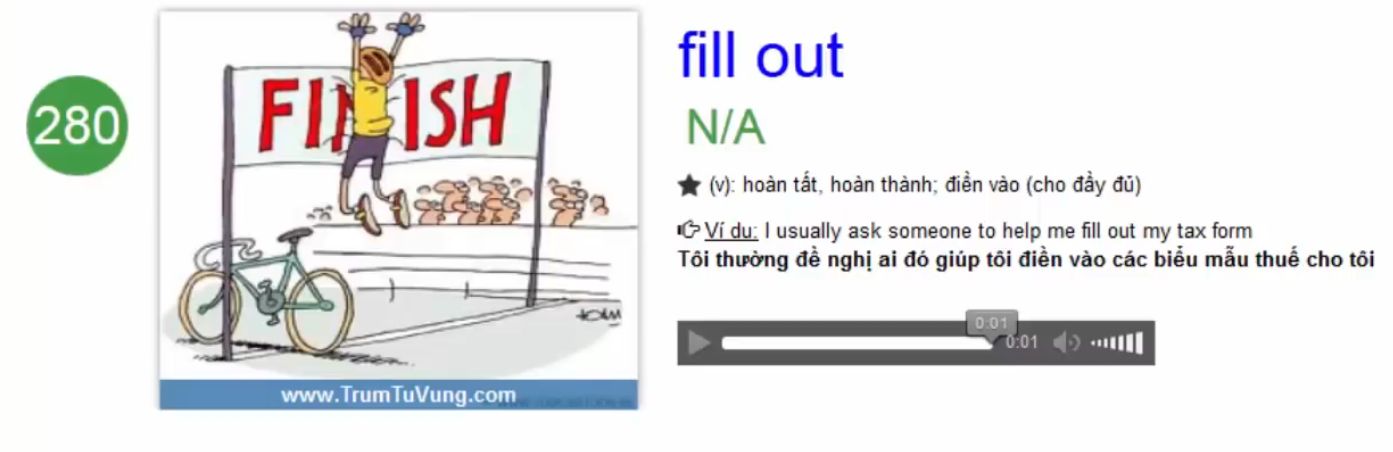 280
FINISH
www.TrumTuVung.com
fill out
N/A
(v): hoàn tất, hoàn thành; điền vào (cho đầy đủ)
Ví dụ: I usually ask someone to help me fill out my tax form
Tôi thường đề nghị ai đó giúp tôi điền vào các biểu mẫu thuế cho tôi
0:01
0:01